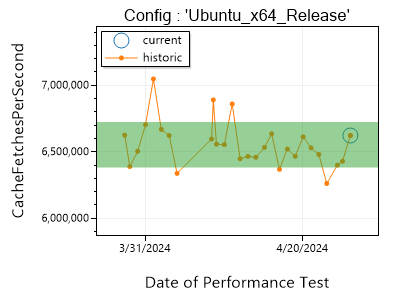 Config : 'Ubuntu_x64_Release'
current
historic
CacheFetchesPerSecond
7,000,000
6,500,000
6,000,000
3/31/2024
4/20/2024
Date of Performance Test